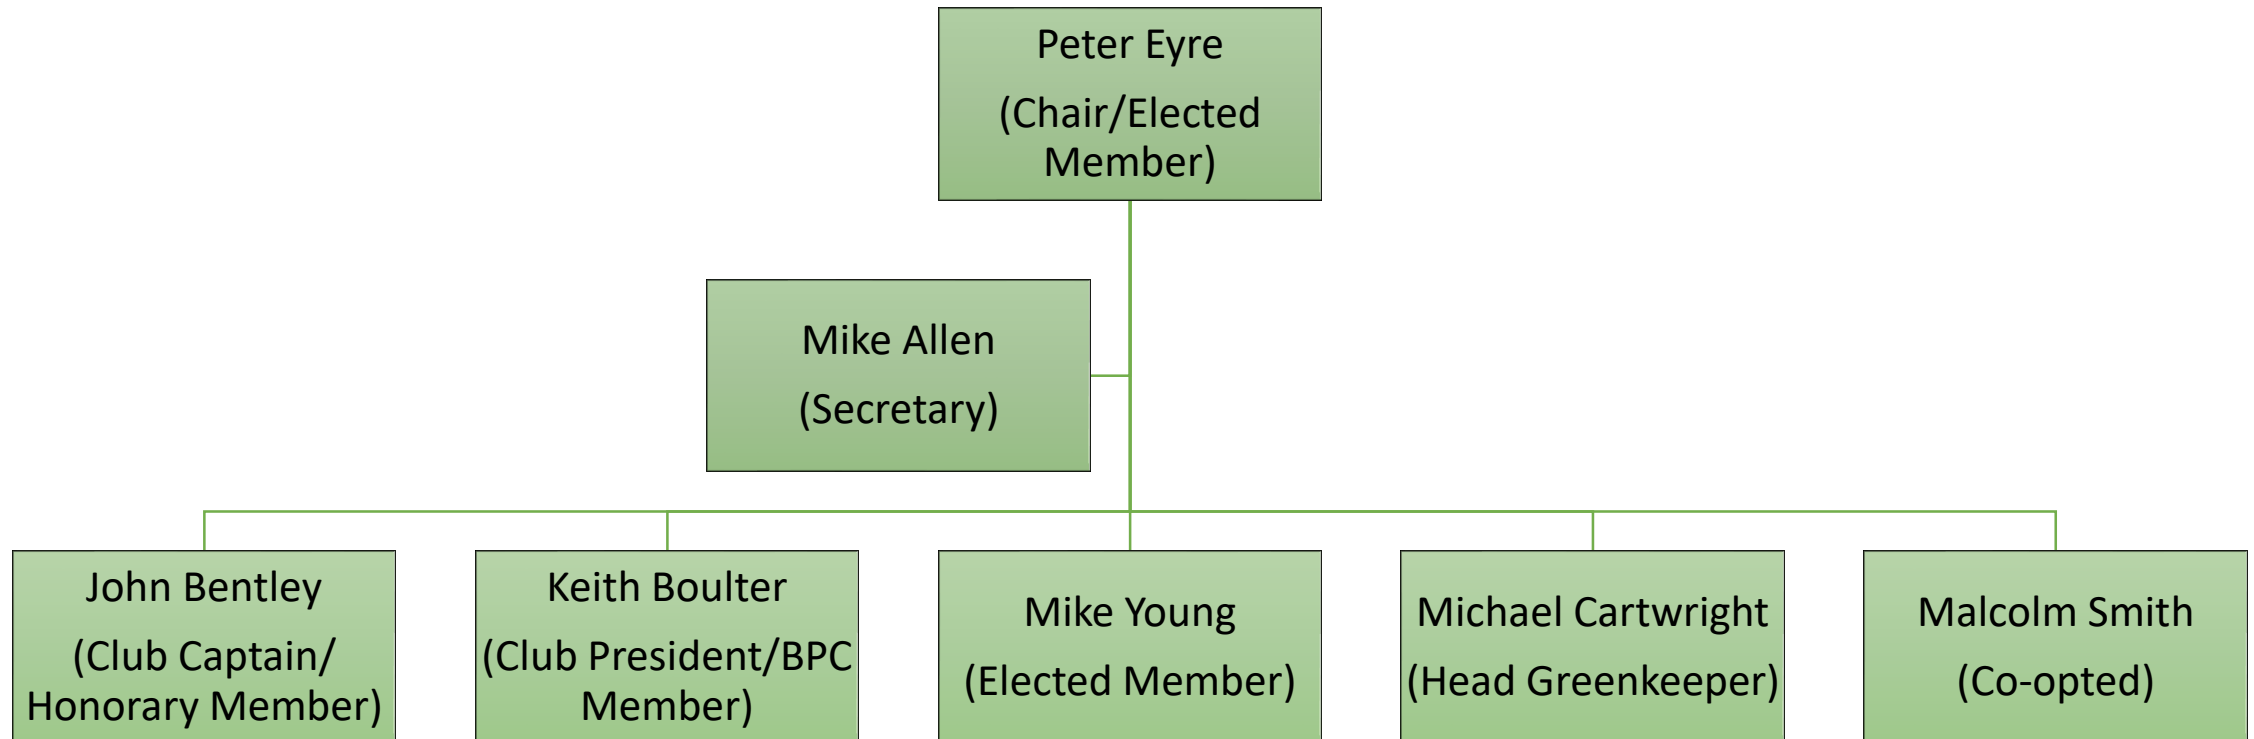 Peter Eyre
(Chair/Elected
Member)
Mike Allen
(Secretary)
John Bentley
(Club Captain/
Honorary Member)
Keith Boulter
(Club President/BPC
Member)
Mike Young
(Elected Member)
Michael Cartwright
(Head Greenkeeper)
Malcolm Smith
(Co-opted)